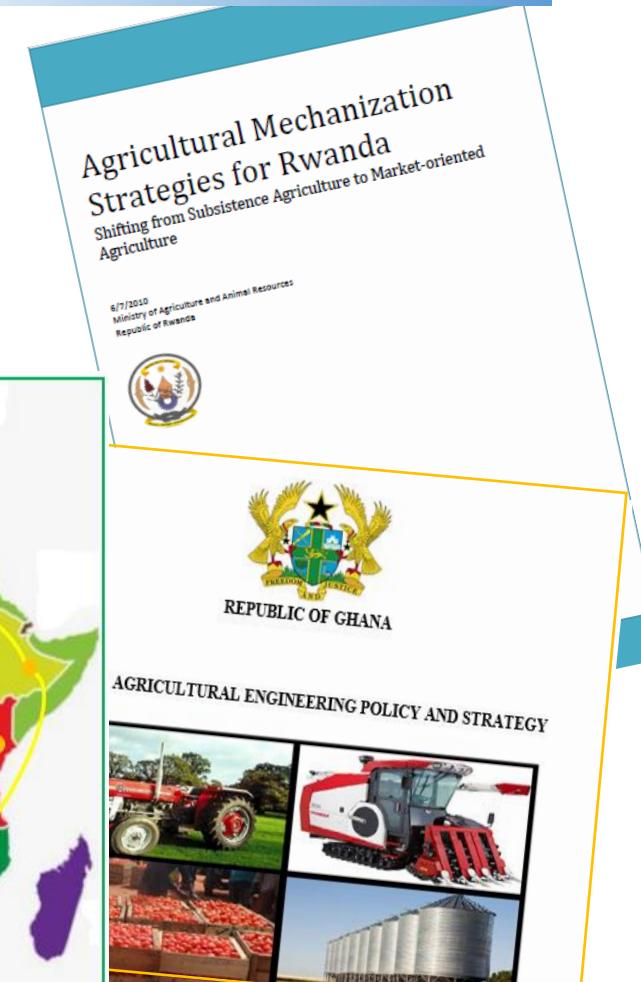 Agricultural Mechanization
Strategies for Rwanda
Shifting from Subsistence Agriculture to Market-oriented
Agriculture
6/7/2010
Ministry of Agriculture and Animal Resources
Republic of Rwanda
FREEDOM AND JUSTICE
REPUBLIC OF GHANA
AGRICULTURAL ENGINEERING POLICY AND STRATEGY